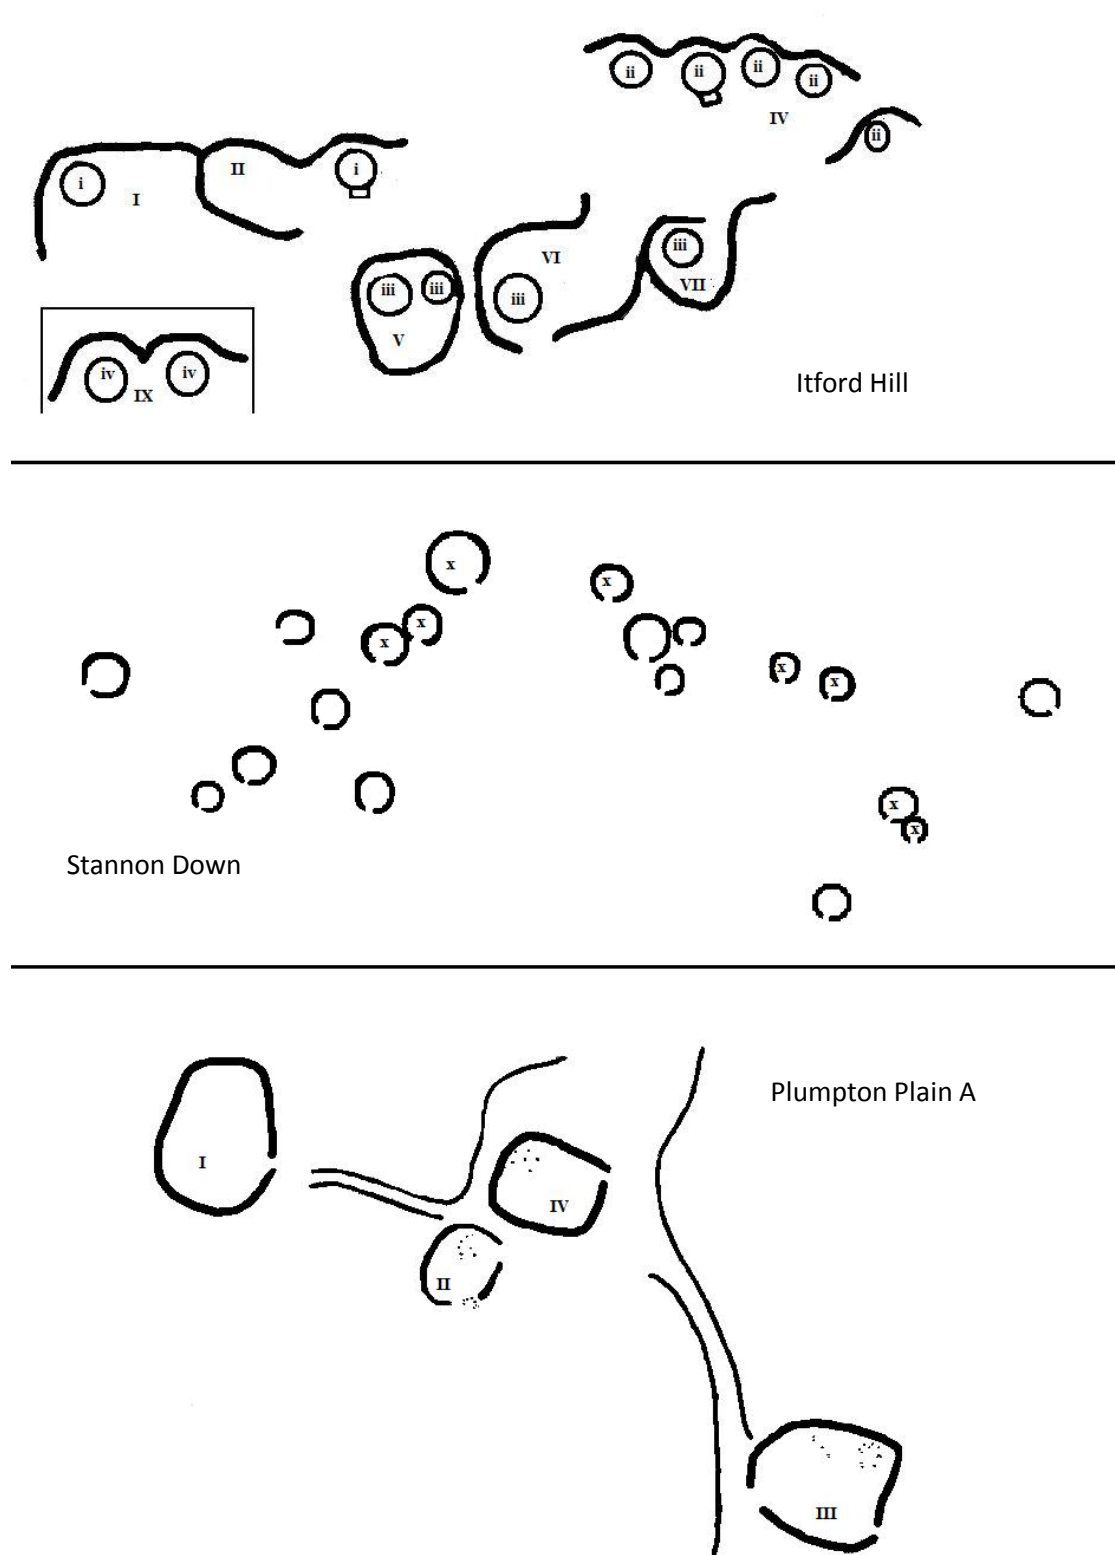 ii ii ii ii
IV
ii
II i
i I
VI iii
iii iii iii VII
V
iv iv
IX
Itford Hill
x
x
x
x
x
x
x
x
Stannon Down
Plumpton Plain A
I
IV
II
III